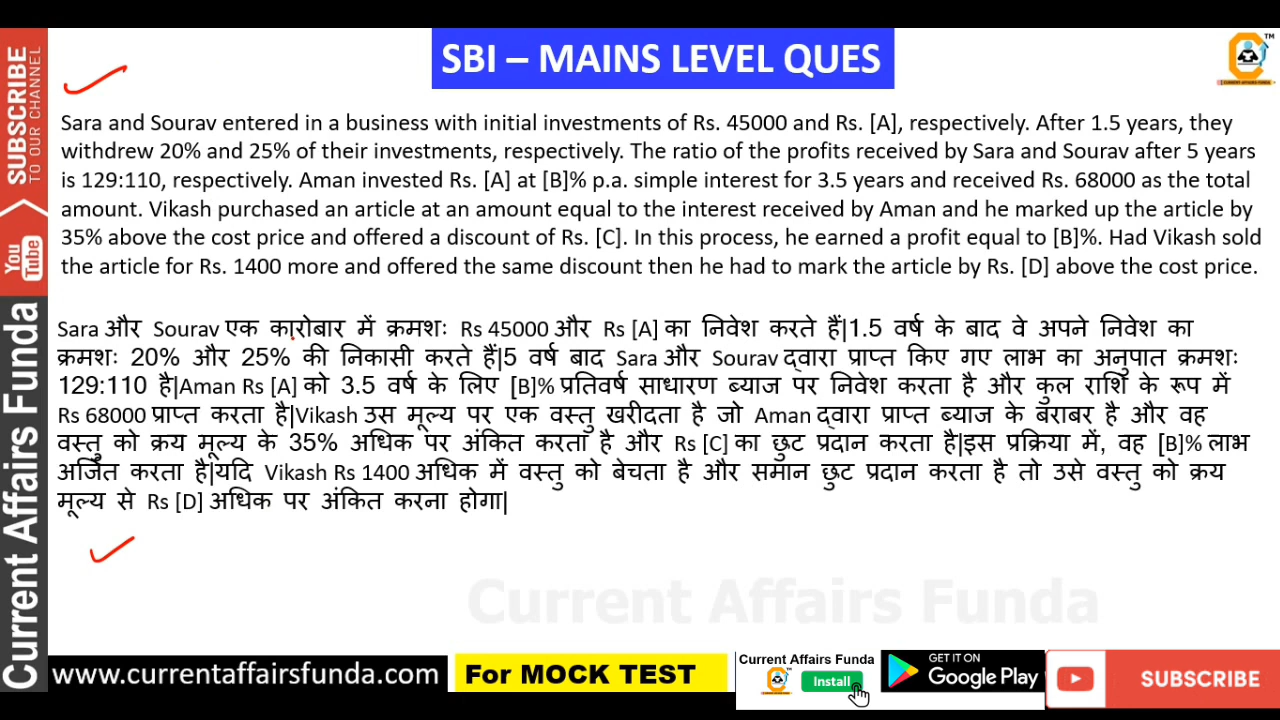 SBI – MAINS LEVEL QUES
TM
CURRENT AFFAIRS FUNDA
SUBSCRIBE
TO OUR CHANNEL
You
Tube
Current Affairs Funda
Sara and Sourav entered in a business with initial investments of Rs. 45000 and Rs. [A], respectively. After 1.5 years, they
withdrew 20% and 25% of their investments, respectively. The ratio of the profits received by Sara and Sourav after 5 years
is 129:110, respectively. Aman invested Rs. [A] at [B]% p.a. simple interest for 3.5 years and received Rs. 68000 as the total
amount. Vikash purchased an article at an amount equal to the interest received by Aman and he marked up the article by
35% above the cost price and offered a discount of Rs. [C]. In this process, he earned a profit equal to [B]%. Had Vikash sold
the article for Rs. 1400 more and offered the same discount then he had to mark the article by Rs. [D] above the cost price.
Sara और Sourav एक कारोबार में क्रमशः Rs 45000 और Rs [A] का निवेश करते हैं|1.5 वर्ष के बाद वे अपने निवेश का
क्रमशः 20% और 25% की निकासी करते हैं|5 वर्ष बाद Sara और Sourav द्वारा प्राप्त किए गए लाभ का अनुपात क्रमशः
129:110 है|Aman Rs [A] को 3.5 वर्ष के लिए [B]% प्रतिवर्ष साधारण ब्याज पर निवेश करता है और कुल राशि के रूप में
Rs 68000 प्राप्त करता है|Vikash उस मूल्य पर एक वस्तु खरीदता है जो Aman द्वारा प्राप्त ब्याज के बराबर है और वह
वस्तु को क्रय मूल्य के 35% अधिक पर अंकित करता है और Rs [C] का छुट प्रदान करता है|इस प्रक्रिया में, वह [B]% लाभ
अर्जित करता है|यदि Vikash Rs 1400 अधिक में वस्तु को बेचता है और समान छुट प्रदान करता है तो उसे वस्तु को क्रय
मूल्य से Rs [D] अधिक पर अंकित करना होगा|
Current Affairs Funda
www.currentaffairsfunda.com
For MOCK TEST
Current Affairs Funda
Install
GET IT ON
Google Play
SUBSCRIBE